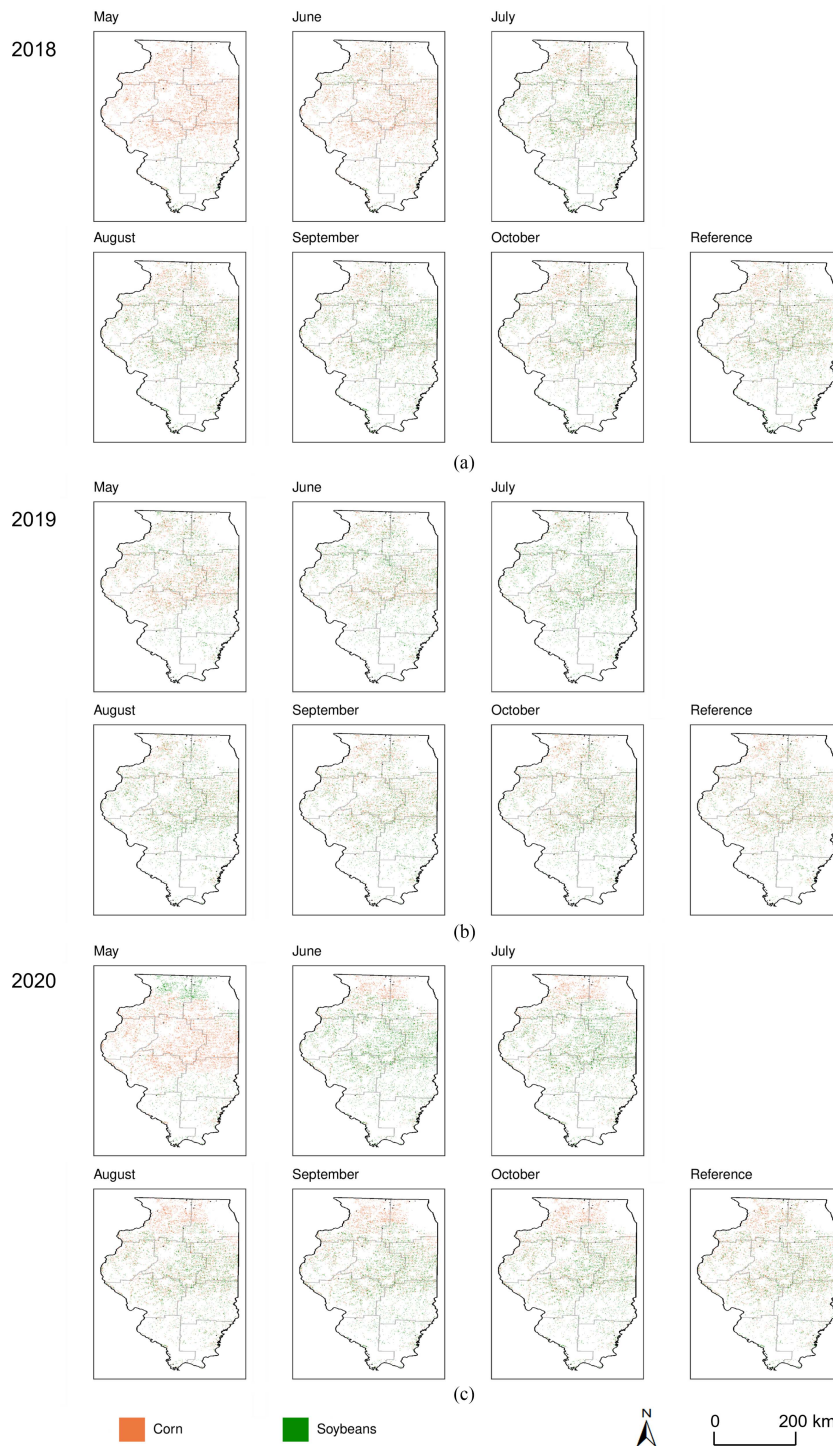 May June July
2018
August September October Reference
(a)
May June July
2019
August September October Reference
(b)
May June July
2020
August September October Reference
(c)
Corn Soybeans N 0 200 km